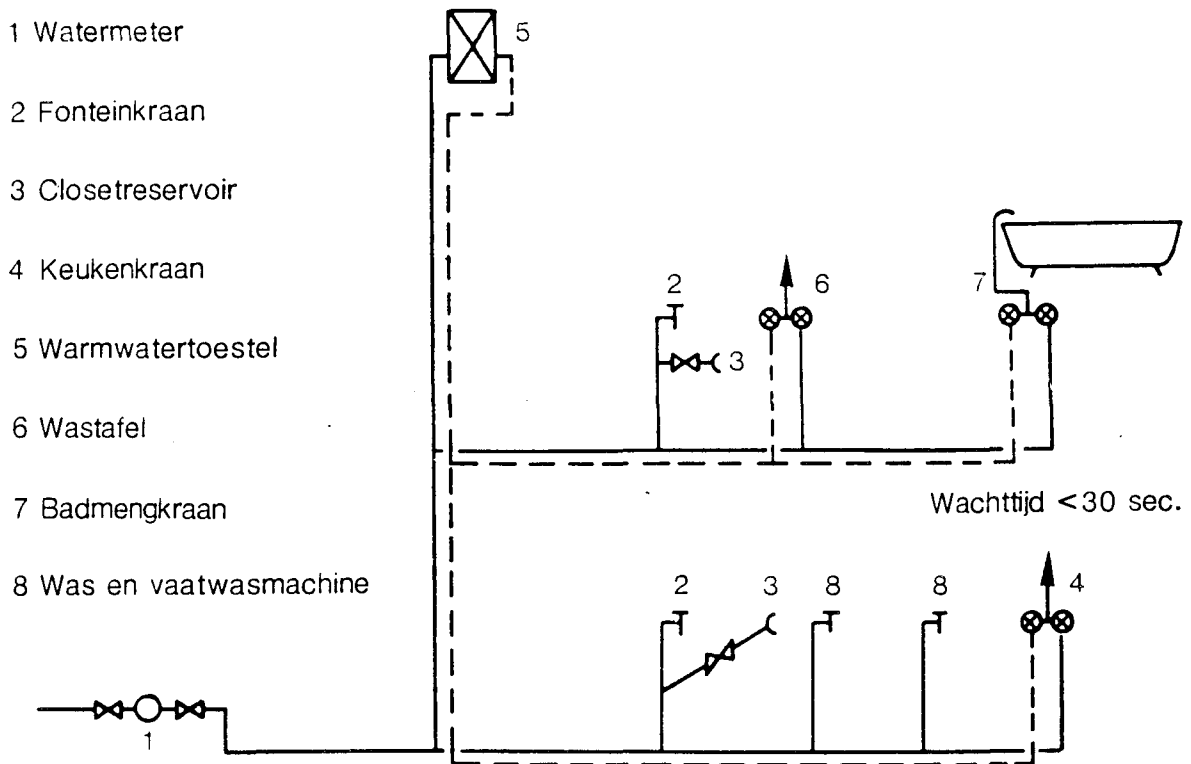 1 Watermeter
2 Fonteinkraan
3 Closetreservoir
4 Keukenkraan
5 Warmwatertoestel
6 Wastafel
7 Badmengkraan
8 Was en vaatwasmachine
5
2
6
7
3
Wachttijd <30 sec.
2
3
8
8
4
1